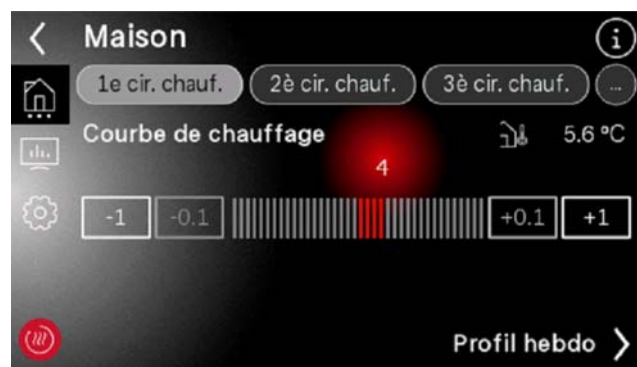 Maison
1e cir. chauf. 2è cir. chauf. 3è cir. chauf. ...
Courbe de chauffage 5.6 °C
4
-1 -0.1 +0.1 +1
Profil hebdo